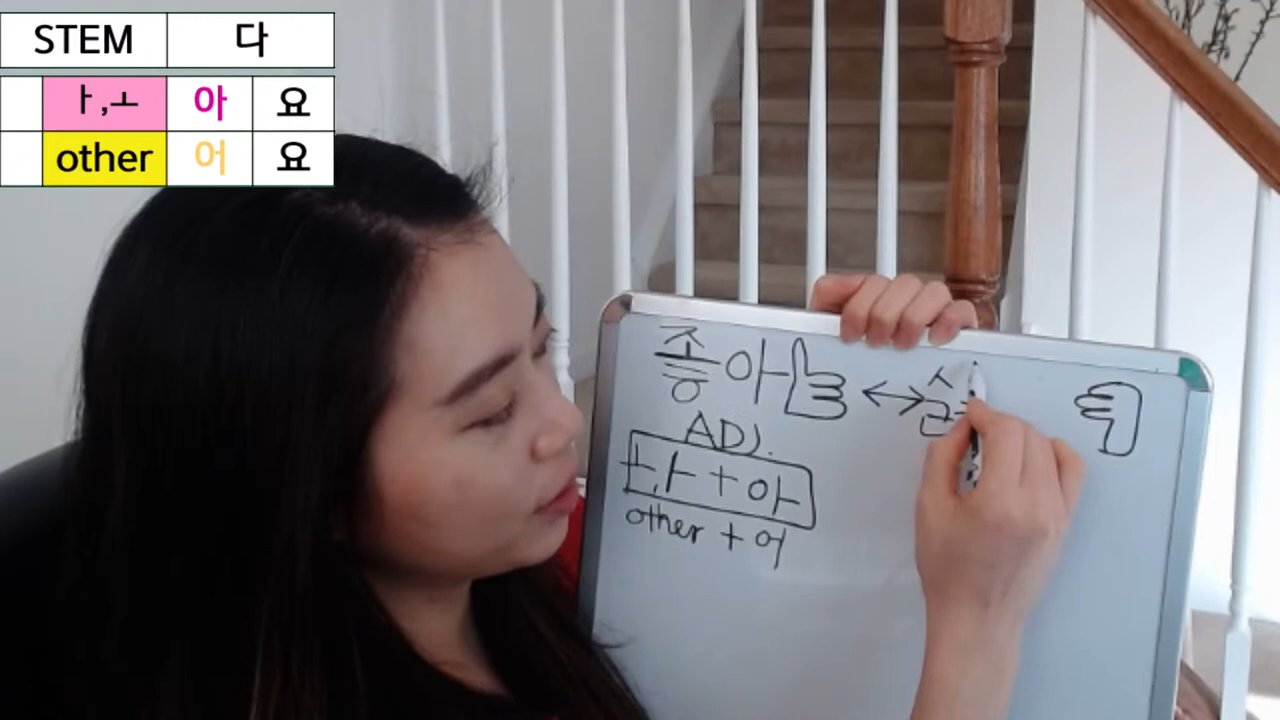 STEM 다
ㅏ,ㅗ 아 요
other 어 요
좋아 ↔
ADJ.
ㅗ,ㅏ + 아
other + 어